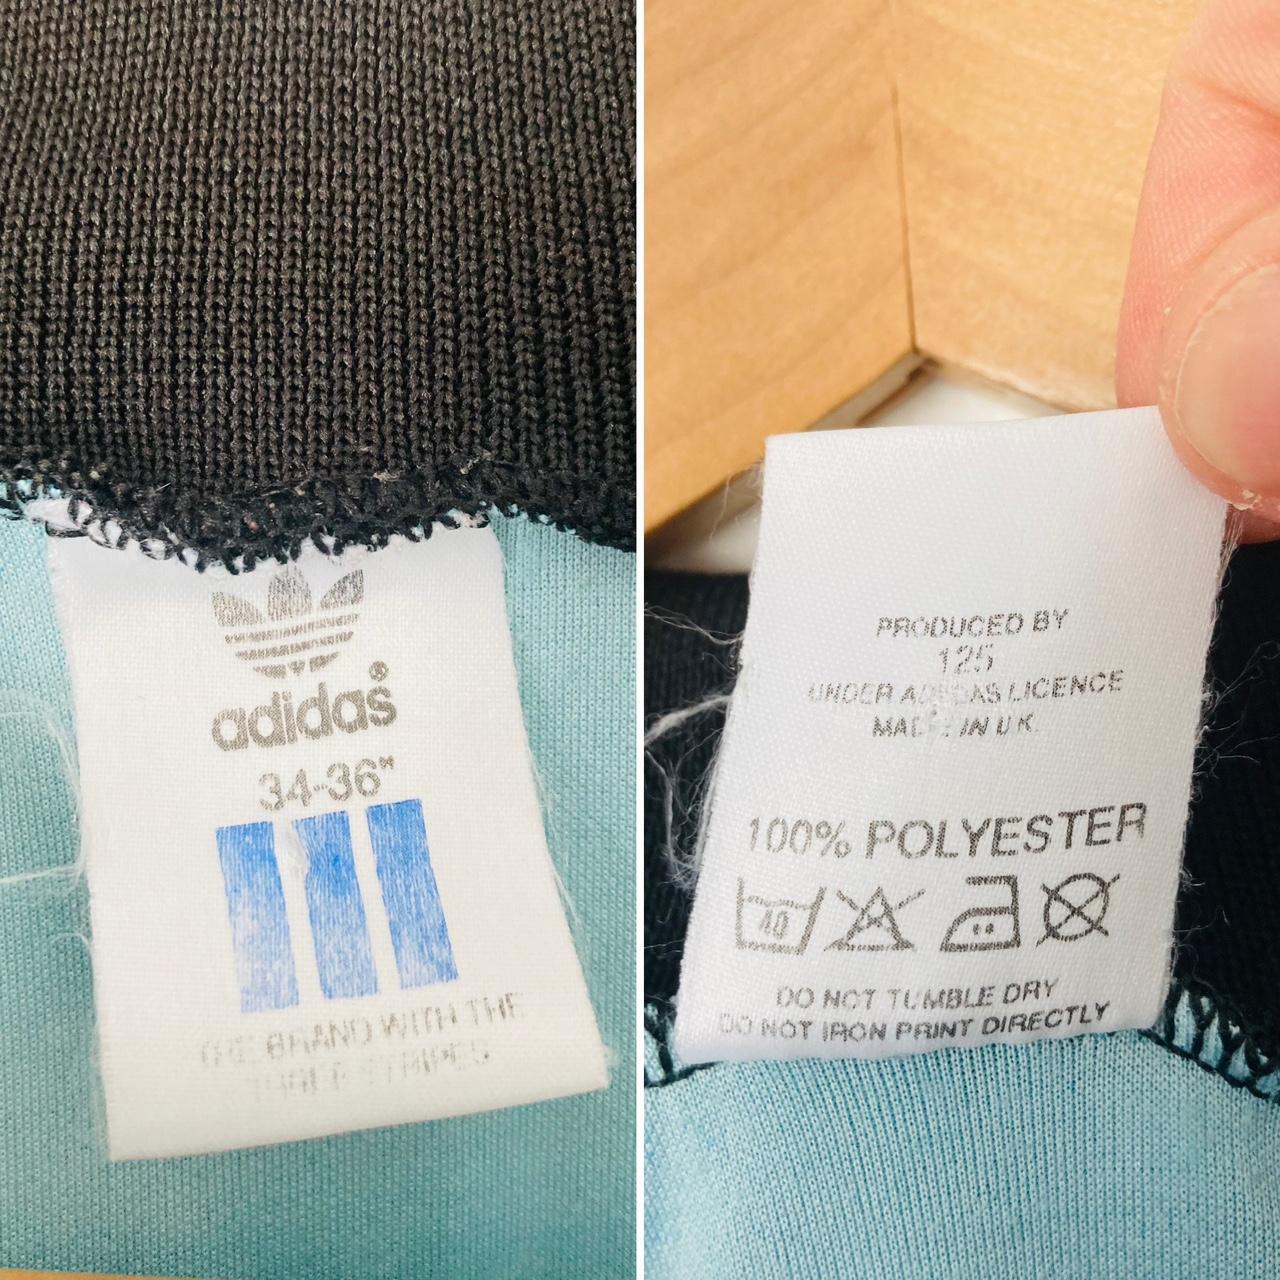 adidas®
34-36"
THE BRAND WITH THE
THREE STRIPES
PRODUCED BY
125
UNDER ADIDAS LICENCE
MADE IN U.K.
100% POLYESTER
40
DO NOT TUMBLE DRY
DO NOT IRON PRINT DIRECTLY